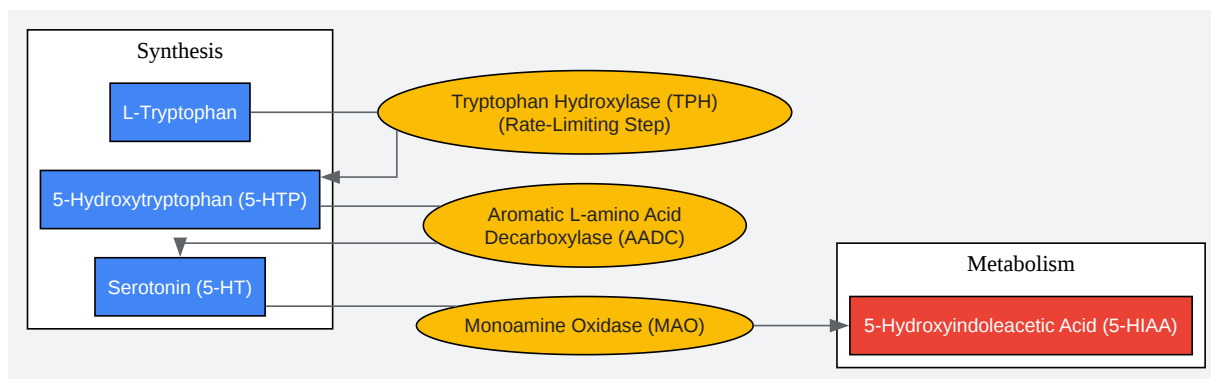 Synthesis
L-Tryptophan
Tryptophan Hydroxylase (TPH)
(Rate-Limiting Step)
5-Hydroxytryptophan (5-HTP)
Aromatic L-amino Acid
Decarboxylase (AADC)
Serotonin (5-HT)
Monoamine Oxidase (MAO)
Metabolism
5-Hydroxyindoleacetic Acid (5-HIAA)